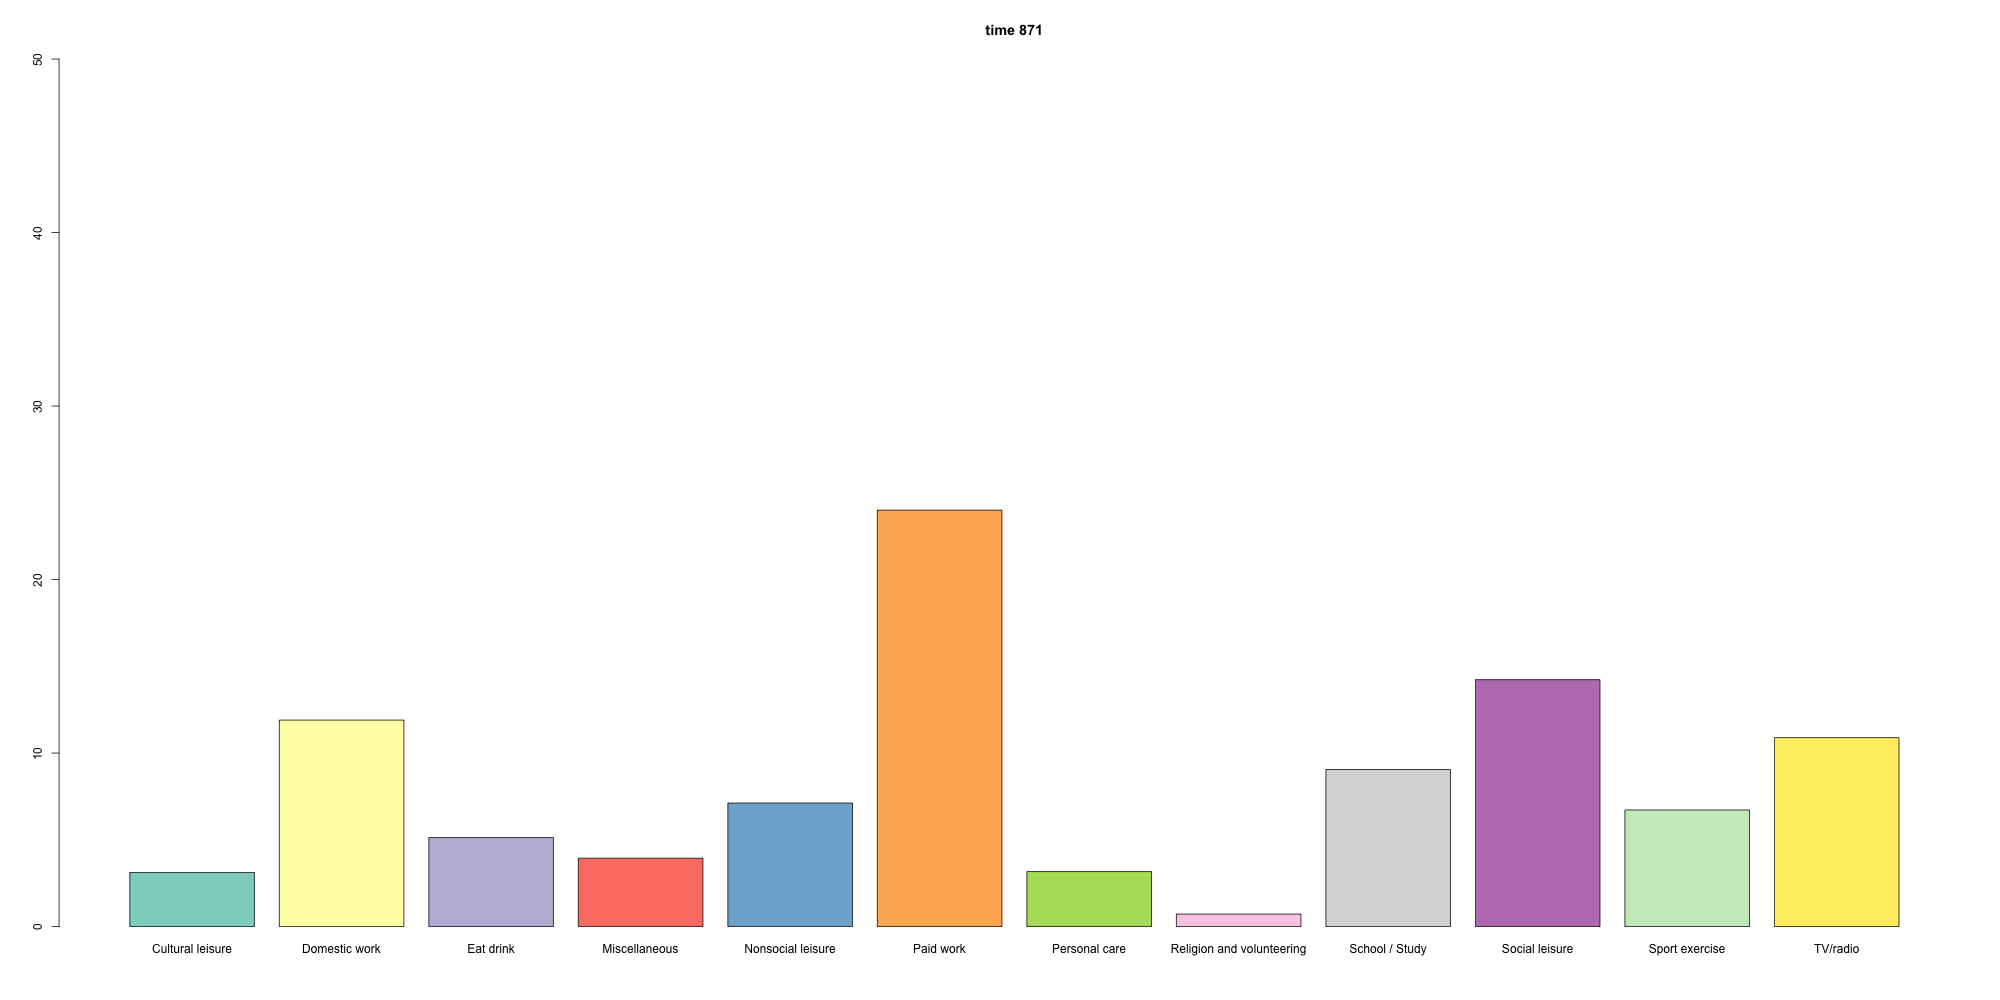 time 871
50
40
30
20
10
0
Cultural leisure
Domestic work
Eat drink
Miscellaneous
Nonsocial leisure
Paid work
Personal care
Religion and volunteering
School / Study
Social leisure
Sport exercise
TV/radio